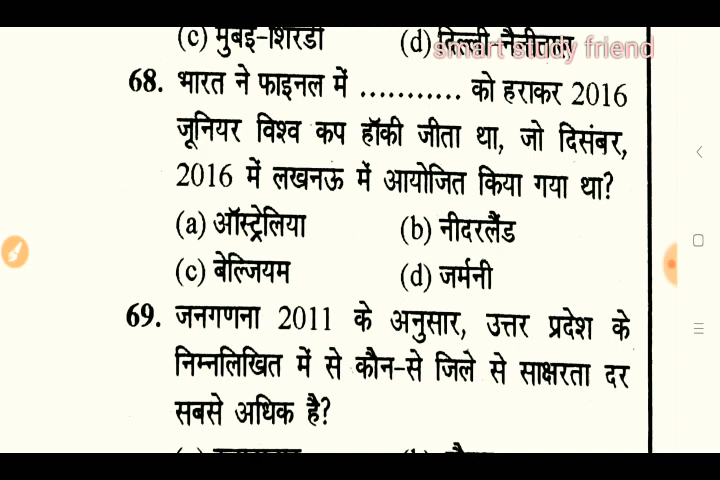 (c) मुंबई-शिरडी (d) दिल्ली नैनीताल
smart study friend
68. भारत ने फाइनल में ............ को हराकर 2016
जूनियर विश्व कप हॉकी जीता था, जो दिसंबर,
2016 में लखनऊ में आयोजित किया गया था?
(a) ऑस्ट्रेलिया (b) नीदरलैंड
(c) बेल्जियम (d) जर्मनी
69. जनगणना 2011 के अनुसार, उत्तर प्रदेश के
निम्नलिखित में से कौन-से जिले से साक्षरता दर
सबसे अधिक है?